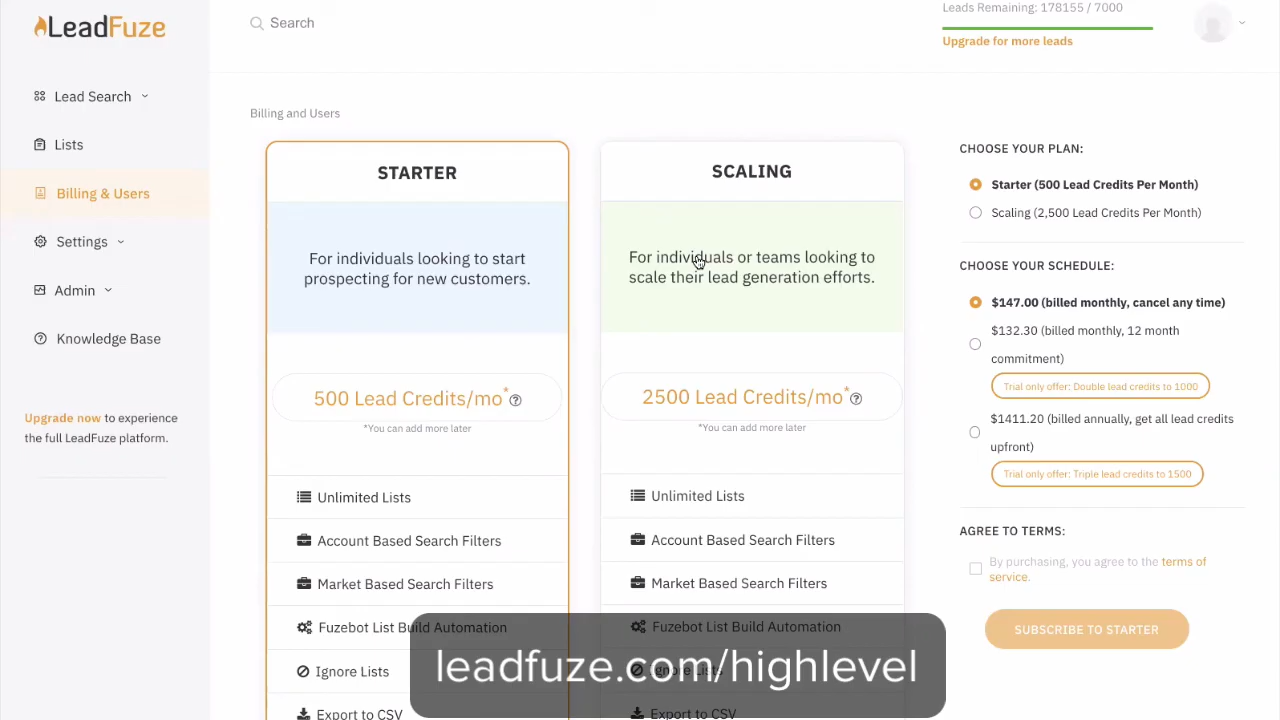 LeadFuze
Search
Leads Remaining: 178155 / 7000
Upgrade for more leads
Lead Search
Lists
Billing & Users
Settings
Admin
Knowledge Base
Upgrade now to experience
the full LeadFuze platform.
Billing and Users
STARTER
For individuals looking to start
prospecting for new customers.
500 Lead Credits/mo*
*You can add more later
Unlimited Lists
Account Based Search Filters
Market Based Search Filters
Fuzebot List Build Automation
Ignore Lists
Export to CSV
SCALING
For individuals or teams looking to
scale their lead generation efforts.
2500 Lead Credits/mo*
*You can add more later
Unlimited Lists
Account Based Search Filters
Market Based Search Filters
Fuzebot List Build Automation
Ignore Lists
Export to CSV
CHOOSE YOUR PLAN:
Starter (500 Lead Credits Per Month)
Scaling (2,500 Lead Credits Per Month)
CHOOSE YOUR SCHEDULE:
$147.00 (billed monthly, cancel any time)
$132.30 (billed monthly, 12 month
commitment)
Trial only offer: Double lead credits to 1000
$1411.20 (billed annually, get all lead credits
upfront)
Trial only offer: Triple lead credits to 1500
AGREE TO TERMS:
By purchasing, you agree to the terms of
service.
SUBSCRIBE TO STARTER
leadfuze.com/highlevel